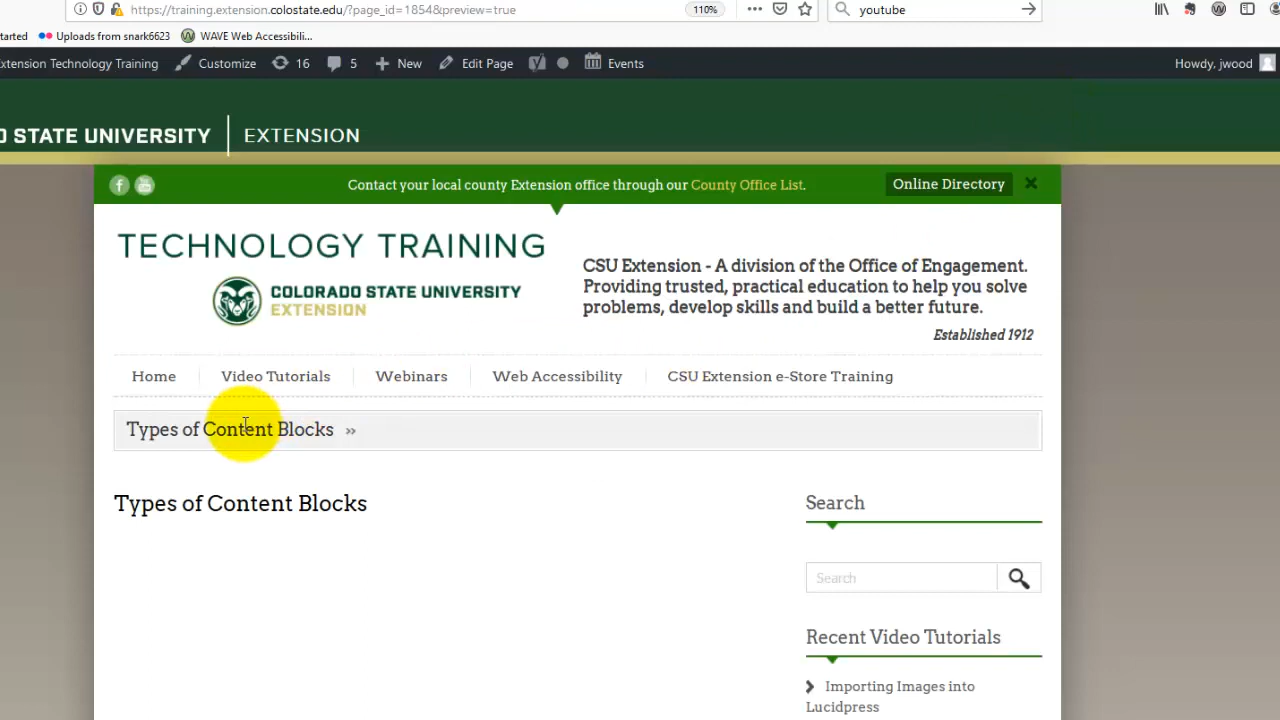 https://training.extension.colostate.edu/?page_id=1854&preview=true
110%
youtube
tarted
Uploads from snark6623
WAVE Web Accessibili...
xtension Technology Training
Customize
16
5
New
Edit Page
Events
Howdy, jwood
O STATE UNIVERSITY
EXTENSION
Contact your local county Extension office through our County Office List.
Online Directory
TECHNOLOGY TRAINING
COLORADO STATE UNIVERSITY
EXTENSION
CSU Extension - A division of the Office of Engagement.
Providing trusted, practical education to help you solve
problems, develop skills and build a better future.
Established 1912
Home
Video Tutorials
Webinars
Web Accessibility
CSU Extension e-Store Training
Types of Content Blocks »
Types of Content Blocks
Search
Search
Recent Video Tutorials
Importing Images into
Lucidpress